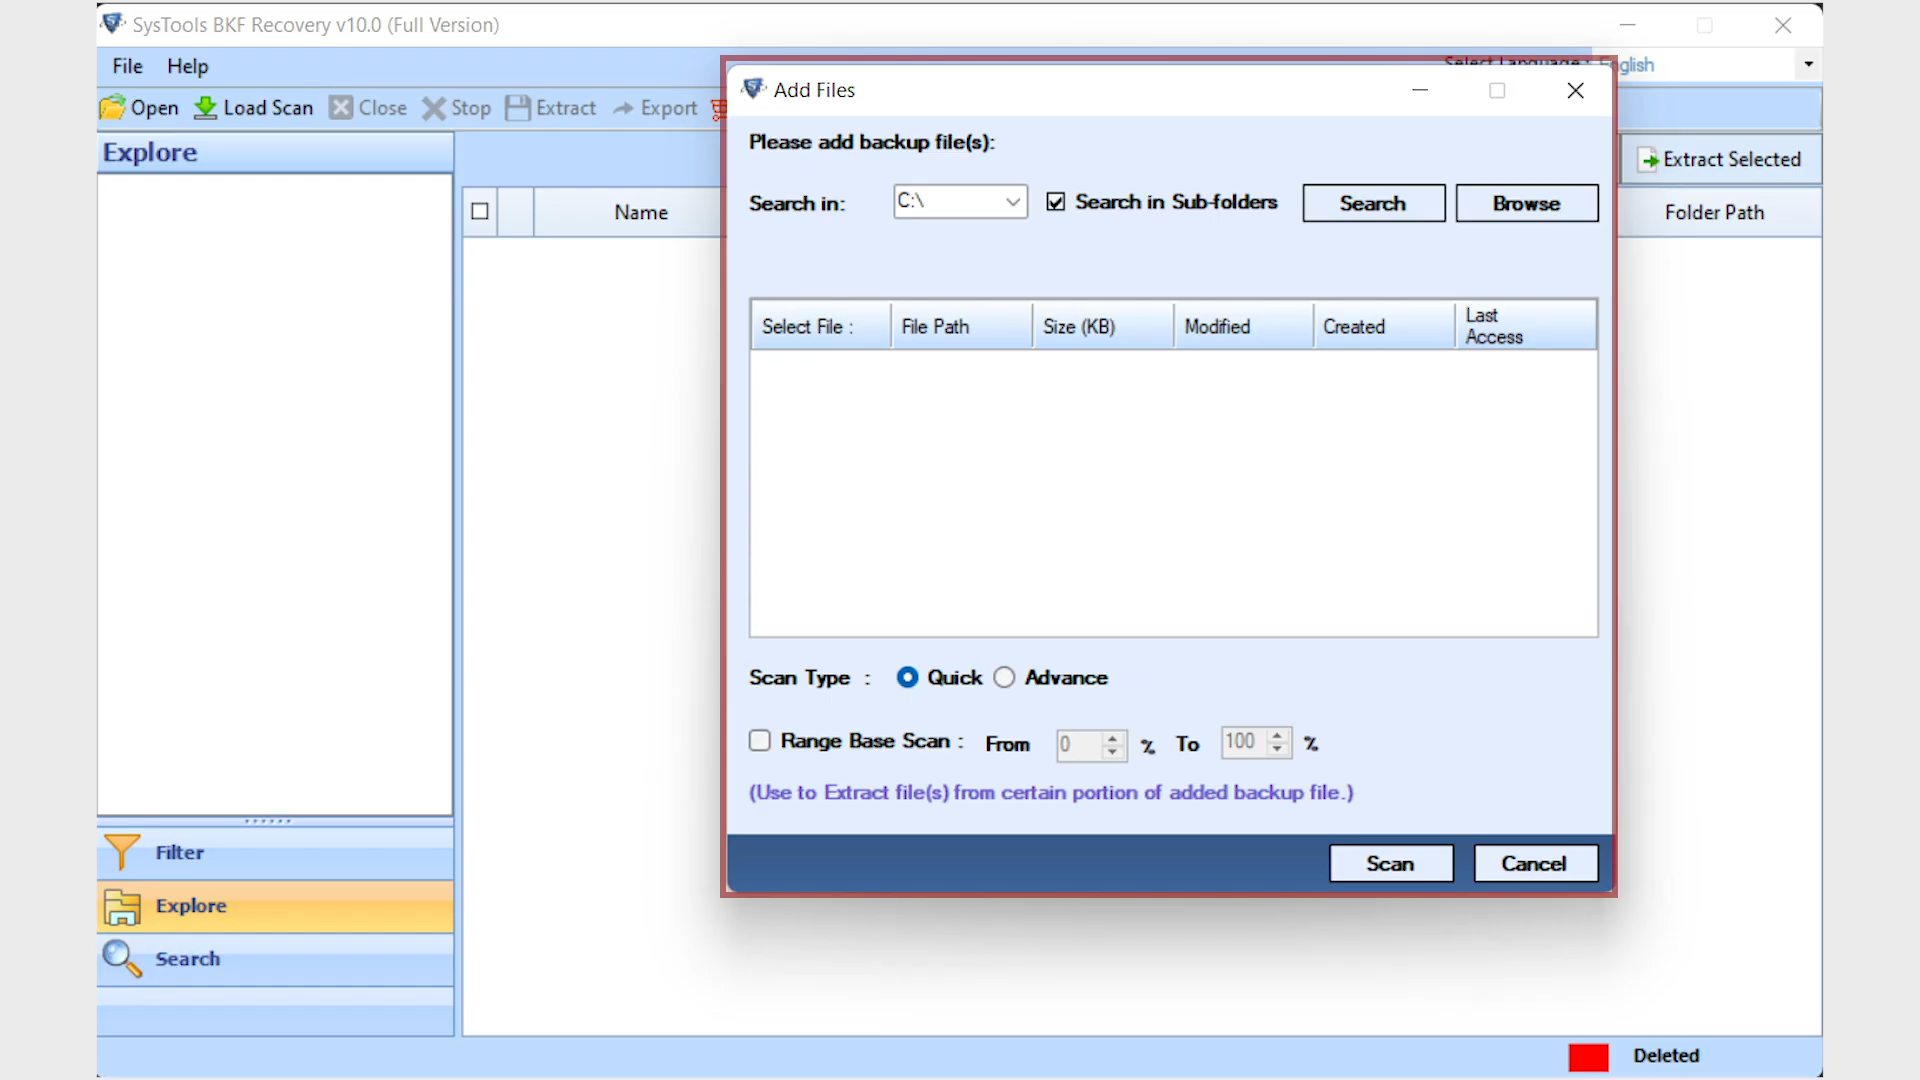 SysTools BKF Recovery v10.0 (Full Version)
File Help
Select Language : English
Open Load Scan Close Stop Extract Export
Explore
Extract Selected
Name
Folder Path
Add Files
Please add backup file(s):
Search in: C:\ Search in Sub-folders Search Browse
Select File : File Path Size (KB) Modified Created Last Access
Scan Type : Quick Advance
Range Base Scan : From 0 % To 100 %
(Use to Extract file(s) from certain portion of added backup file.)
Scan Cancel
Filter
Explore
Search
Deleted